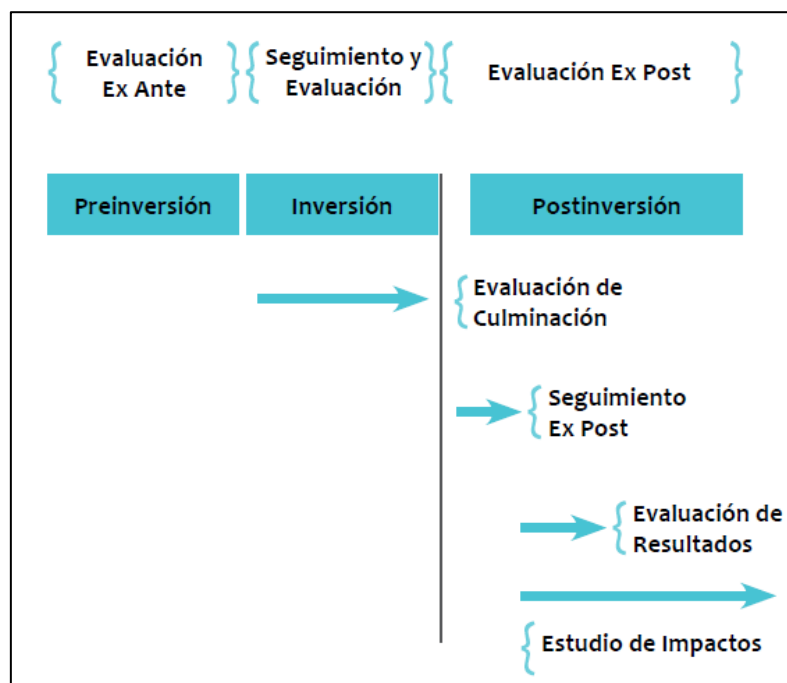 Evaluación
Ex Ante
Seguimiento y
Evaluación
Evaluación Ex Post
Preinversión
Inversión
Postinversión
Evaluación de
Culminación
Seguimiento
Ex Post
Evaluación de
Resultados
Estudio de Impactos